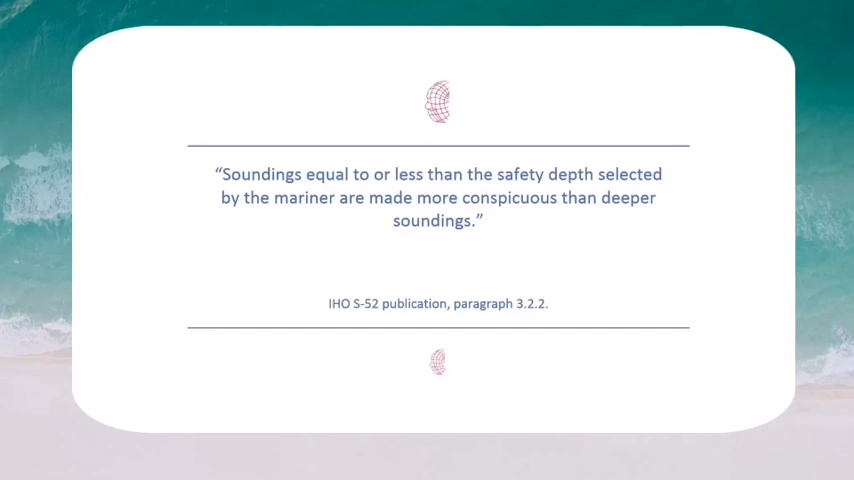 “Soundings equal to or less than the safety depth selected
by the mariner are made more conspicuous than deeper
soundings.”
IHO S-52 publication, paragraph 3.2.2.